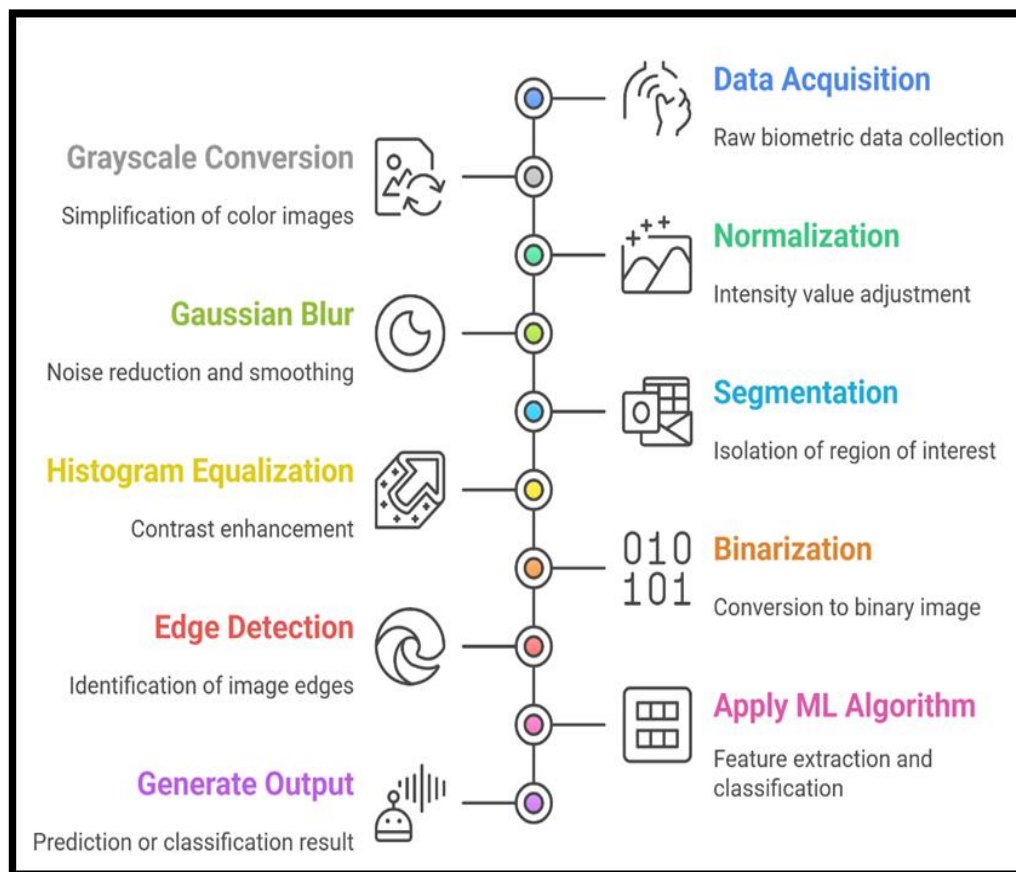 Data Acquisition
Raw biometric data collection
Grayscale Conversion
Simplification of color images
Normalization
Intensity value adjustment
Gaussian Blur
Noise reduction and smoothing
Segmentation
Isolation of region of interest
Histogram Equalization
Contrast enhancement
010
101
Binarization
Conversion to binary image
Edge Detection
Identification of image edges
Apply ML Algorithm
Feature extraction and
classification
Generate Output
Prediction or classification result